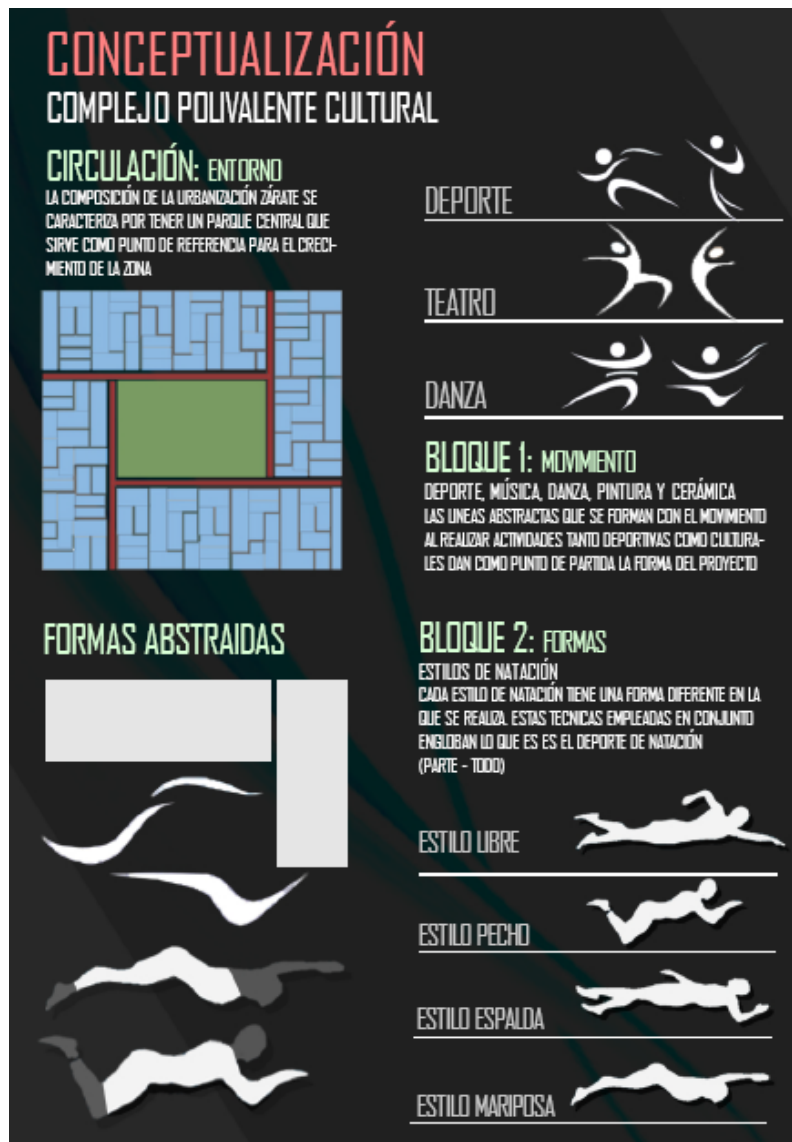 CONCEPTUALIZACIÓN
COMPLEJO POLIVALENTE CULTURAL
CIRCULACIÓN: ENTORNO
LA COMPOSICIÓN DE LA URBANIZACIÓN ZÁRATE SE
CARACTERIZA POR TENER UN PARQUE CENTRAL QUE
SIRVE COMO PUNTO DE REFERENCIA PARA EL CRECI-
MIENTO DE LA ZONA
DEPORTE
TEATRO
DANZA
BLOQUE 1: MOVIMIENTO
DEPORTE, MÚSICA, DANZA, PINTURA Y CERÁMICA
LAS LINEAS ABSTRACTAS QUE SE FORMAN CON EL MOVIMIENTO
AL REALIZAR ACTIVIDADES TANTO DEPORTIVAS COMO CULTURA-
LES DAN COMO PUNTO DE PARTIDA LA FORMA DEL PROYECTO
FORMAS ABSTRAIDAS
BLOQUE 2: FORMAS
ESTILOS DE NATACIÓN
CADA ESTILO DE NATACIÓN TIENE UNA FORMA DIFERENTE EN LA
QUE SE REALIZA. ESTAS TECNICAS EMPLEADAS EN CONJUNTO
ENGLOBAN LO QUE ES ES EL DEPORTE DE NATACIÓN
(PARTE - TODO)
ESTILO LIBRE
ESTILO PECHO
ESTILO ESPALDA
ESTILO MARIPOSA